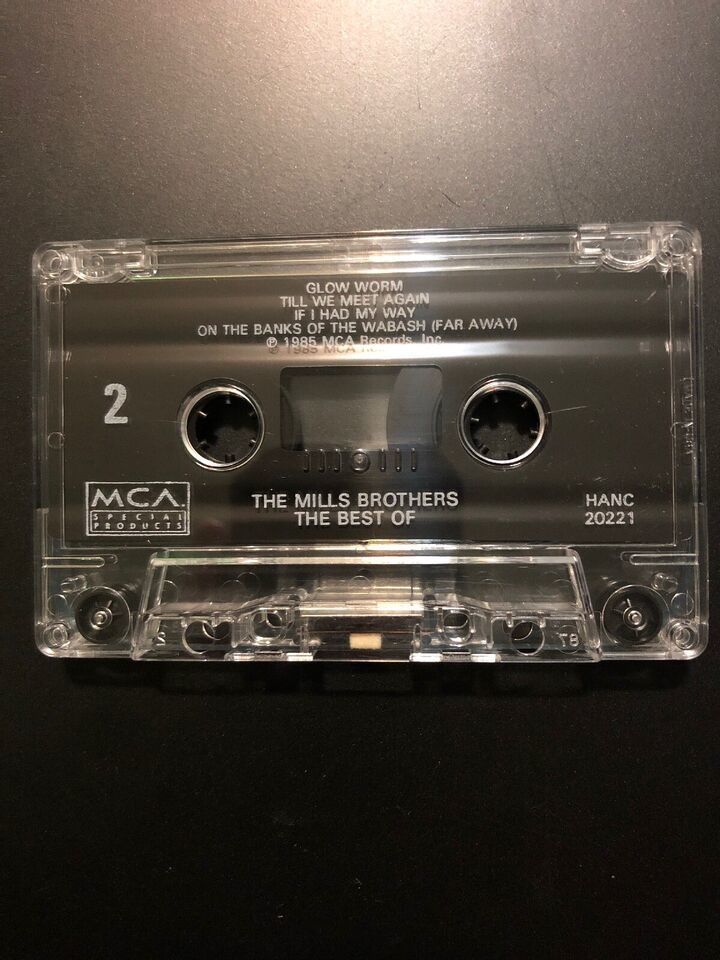 GLOW WORM
TILL WE MEET AGAIN
IF I HAD MY WAY
ON THE BANKS OF THE WABASH (FAR AWAY)
℗ 1985 MCA Records, Inc.
2
MCA.
SPECIAL
PRODUCTS
THE MILLS BROTHERS
THE BEST OF
HANC
20221